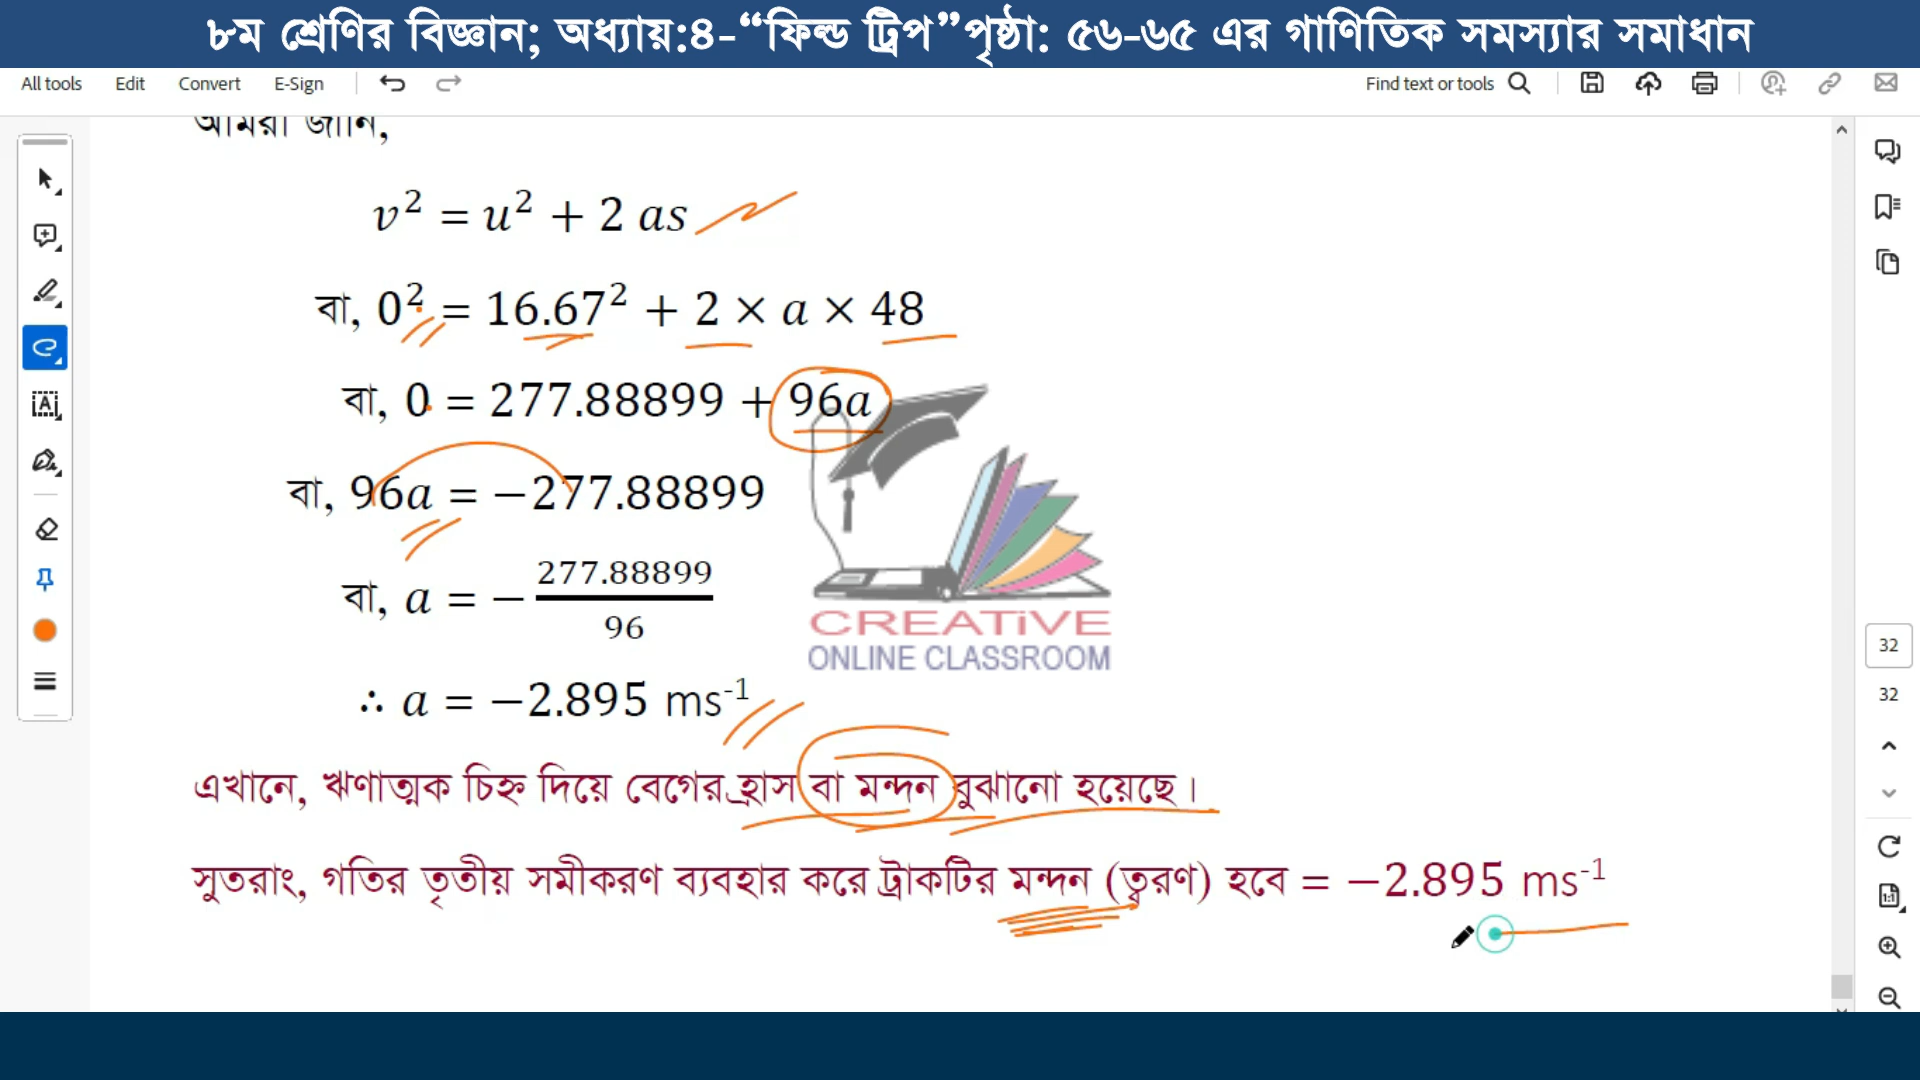 ৮ম শ্রেণির বিজ্ঞান; অধ্যায়:৪-“ফিল্ড ট্রিপ”পৃষ্ঠা: ৫৬-৬৫ এর গাণিতিক সমস্যার সমাধান
All tools Edit Convert E-Sign Find text or tools
আমরা জানি,
v² = u² + 2 as
বা, 0² = 16.67² + 2 × a × 48
বা, 0 = 277.88899 + 96a
বা, 96a = −277.88899
বা, a = − 277.88899 / 96
CREATiVE
ONLINE CLASSROOM
∴ a = −2.895 ms⁻¹
এখানে, ঋণাত্মক চিহ্ন দিয়ে বেগের হ্রাস বা মন্দন বুঝানো হয়েছে।
সুতরাং, গতির তৃতীয় সমীকরণ ব্যবহার করে ট্রাকটির মন্দন (ত্বরণ) হবে = −2.895 ms⁻¹
32
32